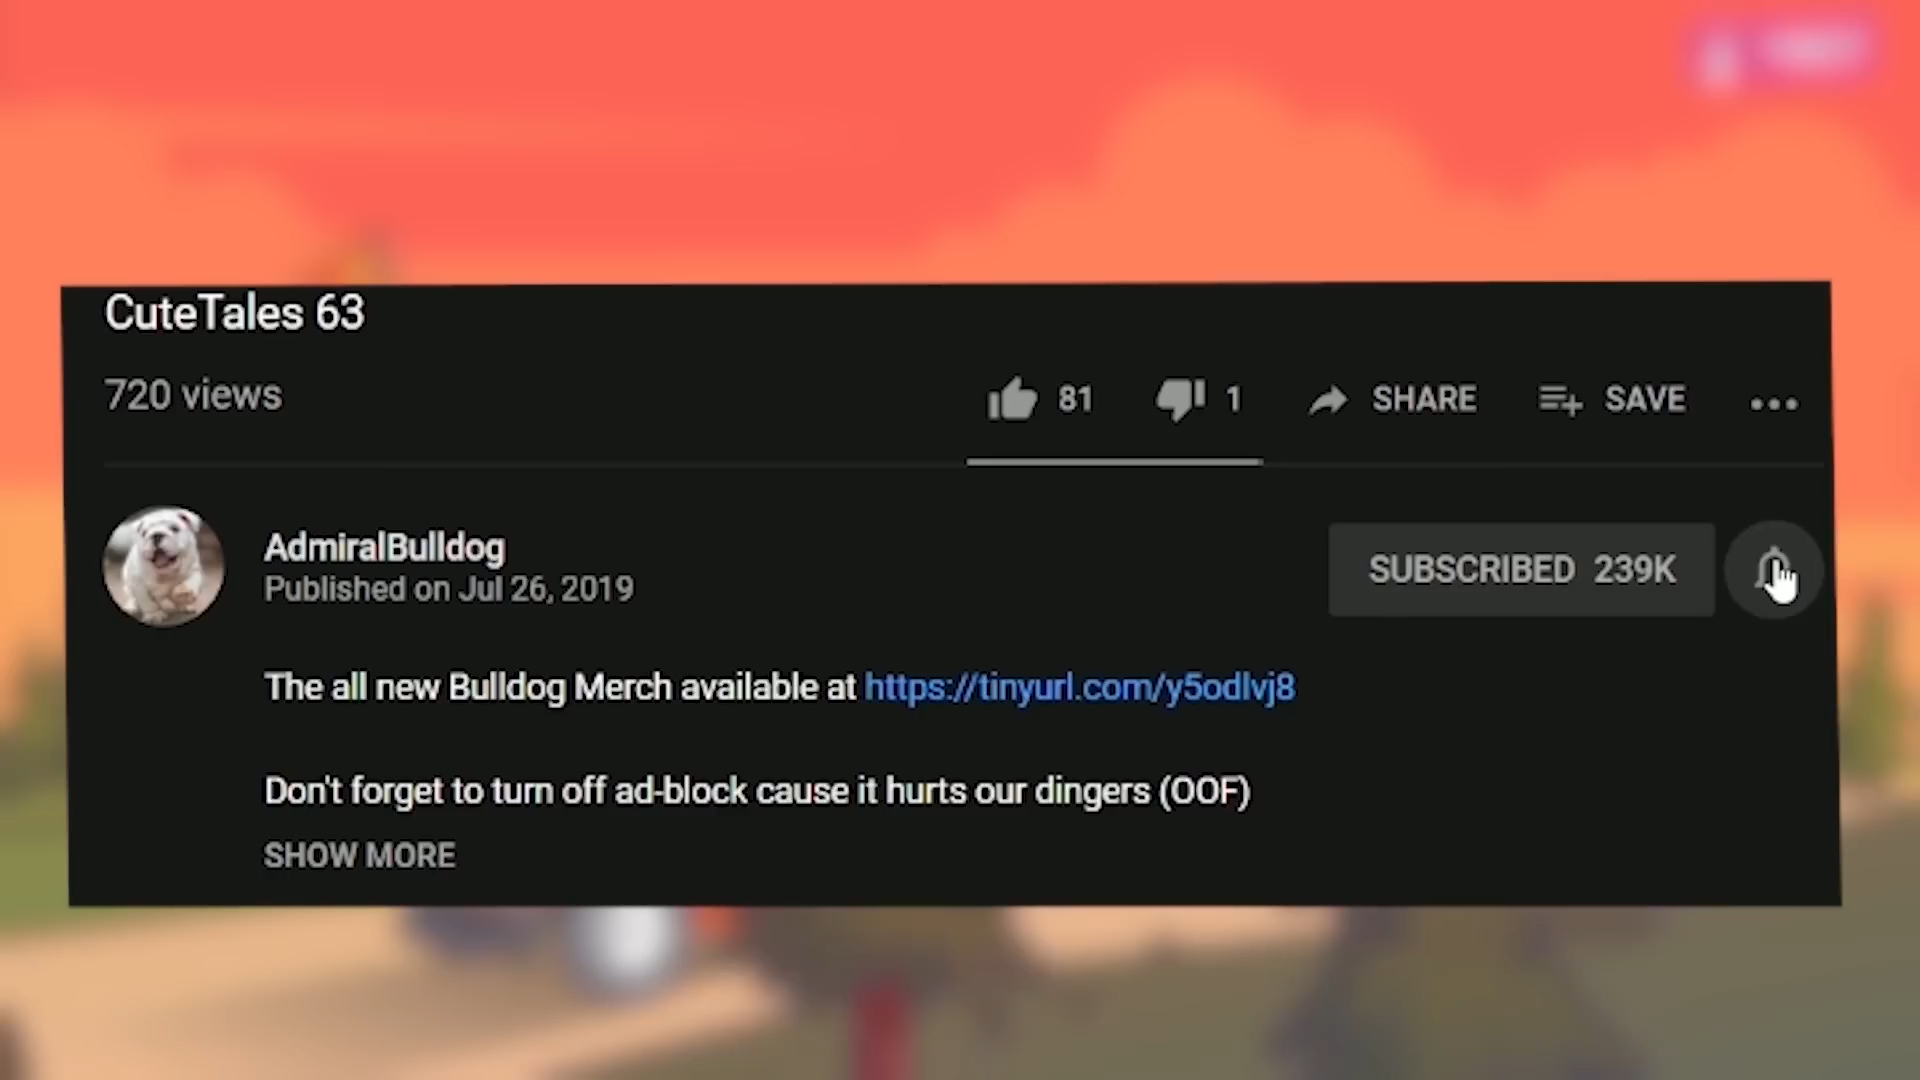 CuteTales 63
720 views
81
1
SHARE
SAVE
AdmiralBulldog
Published on Jul 26, 2019
SUBSCRIBED 239K
The all new Bulldog Merch available at https://tinyurl.com/y5odlvj8
Don't forget to turn off ad-block cause it hurts our dingers (OOF)
SHOW MORE